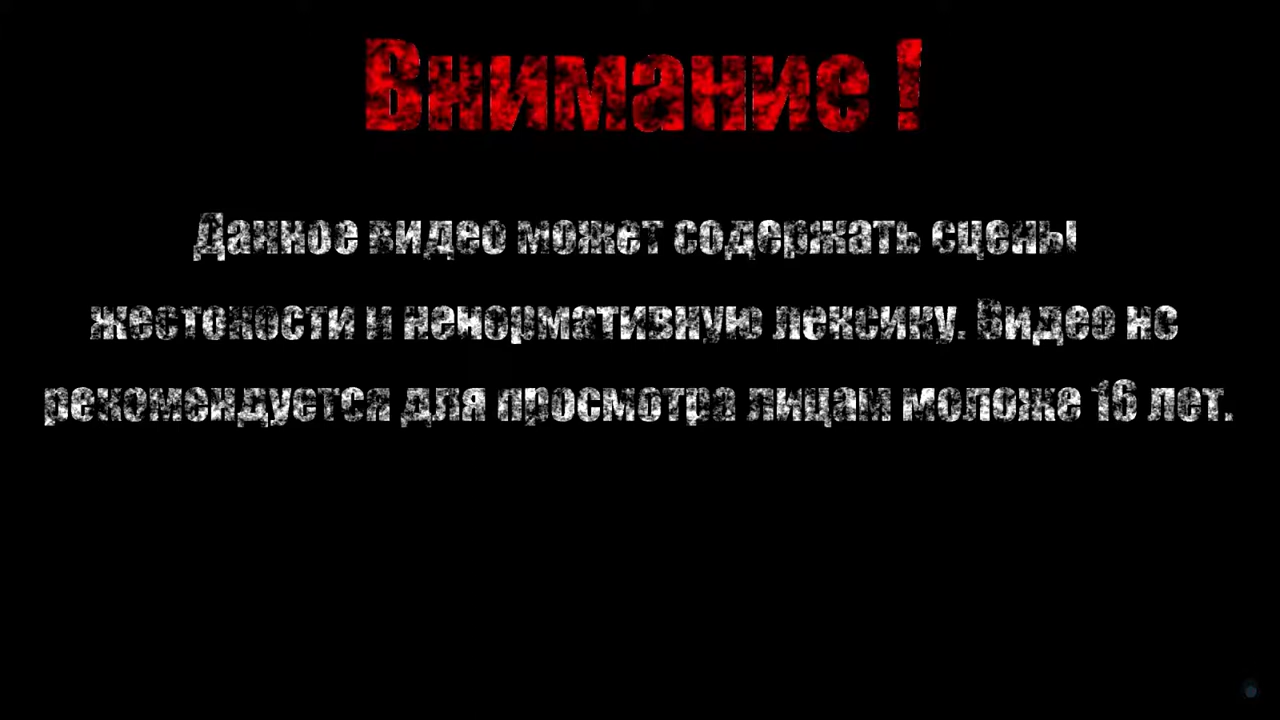 Внимание !
Данное видео может содержать сцены
жестокости и ненормативную лексику. Видео не
рекомендуется для просмотра лицам моложе 16 лет.